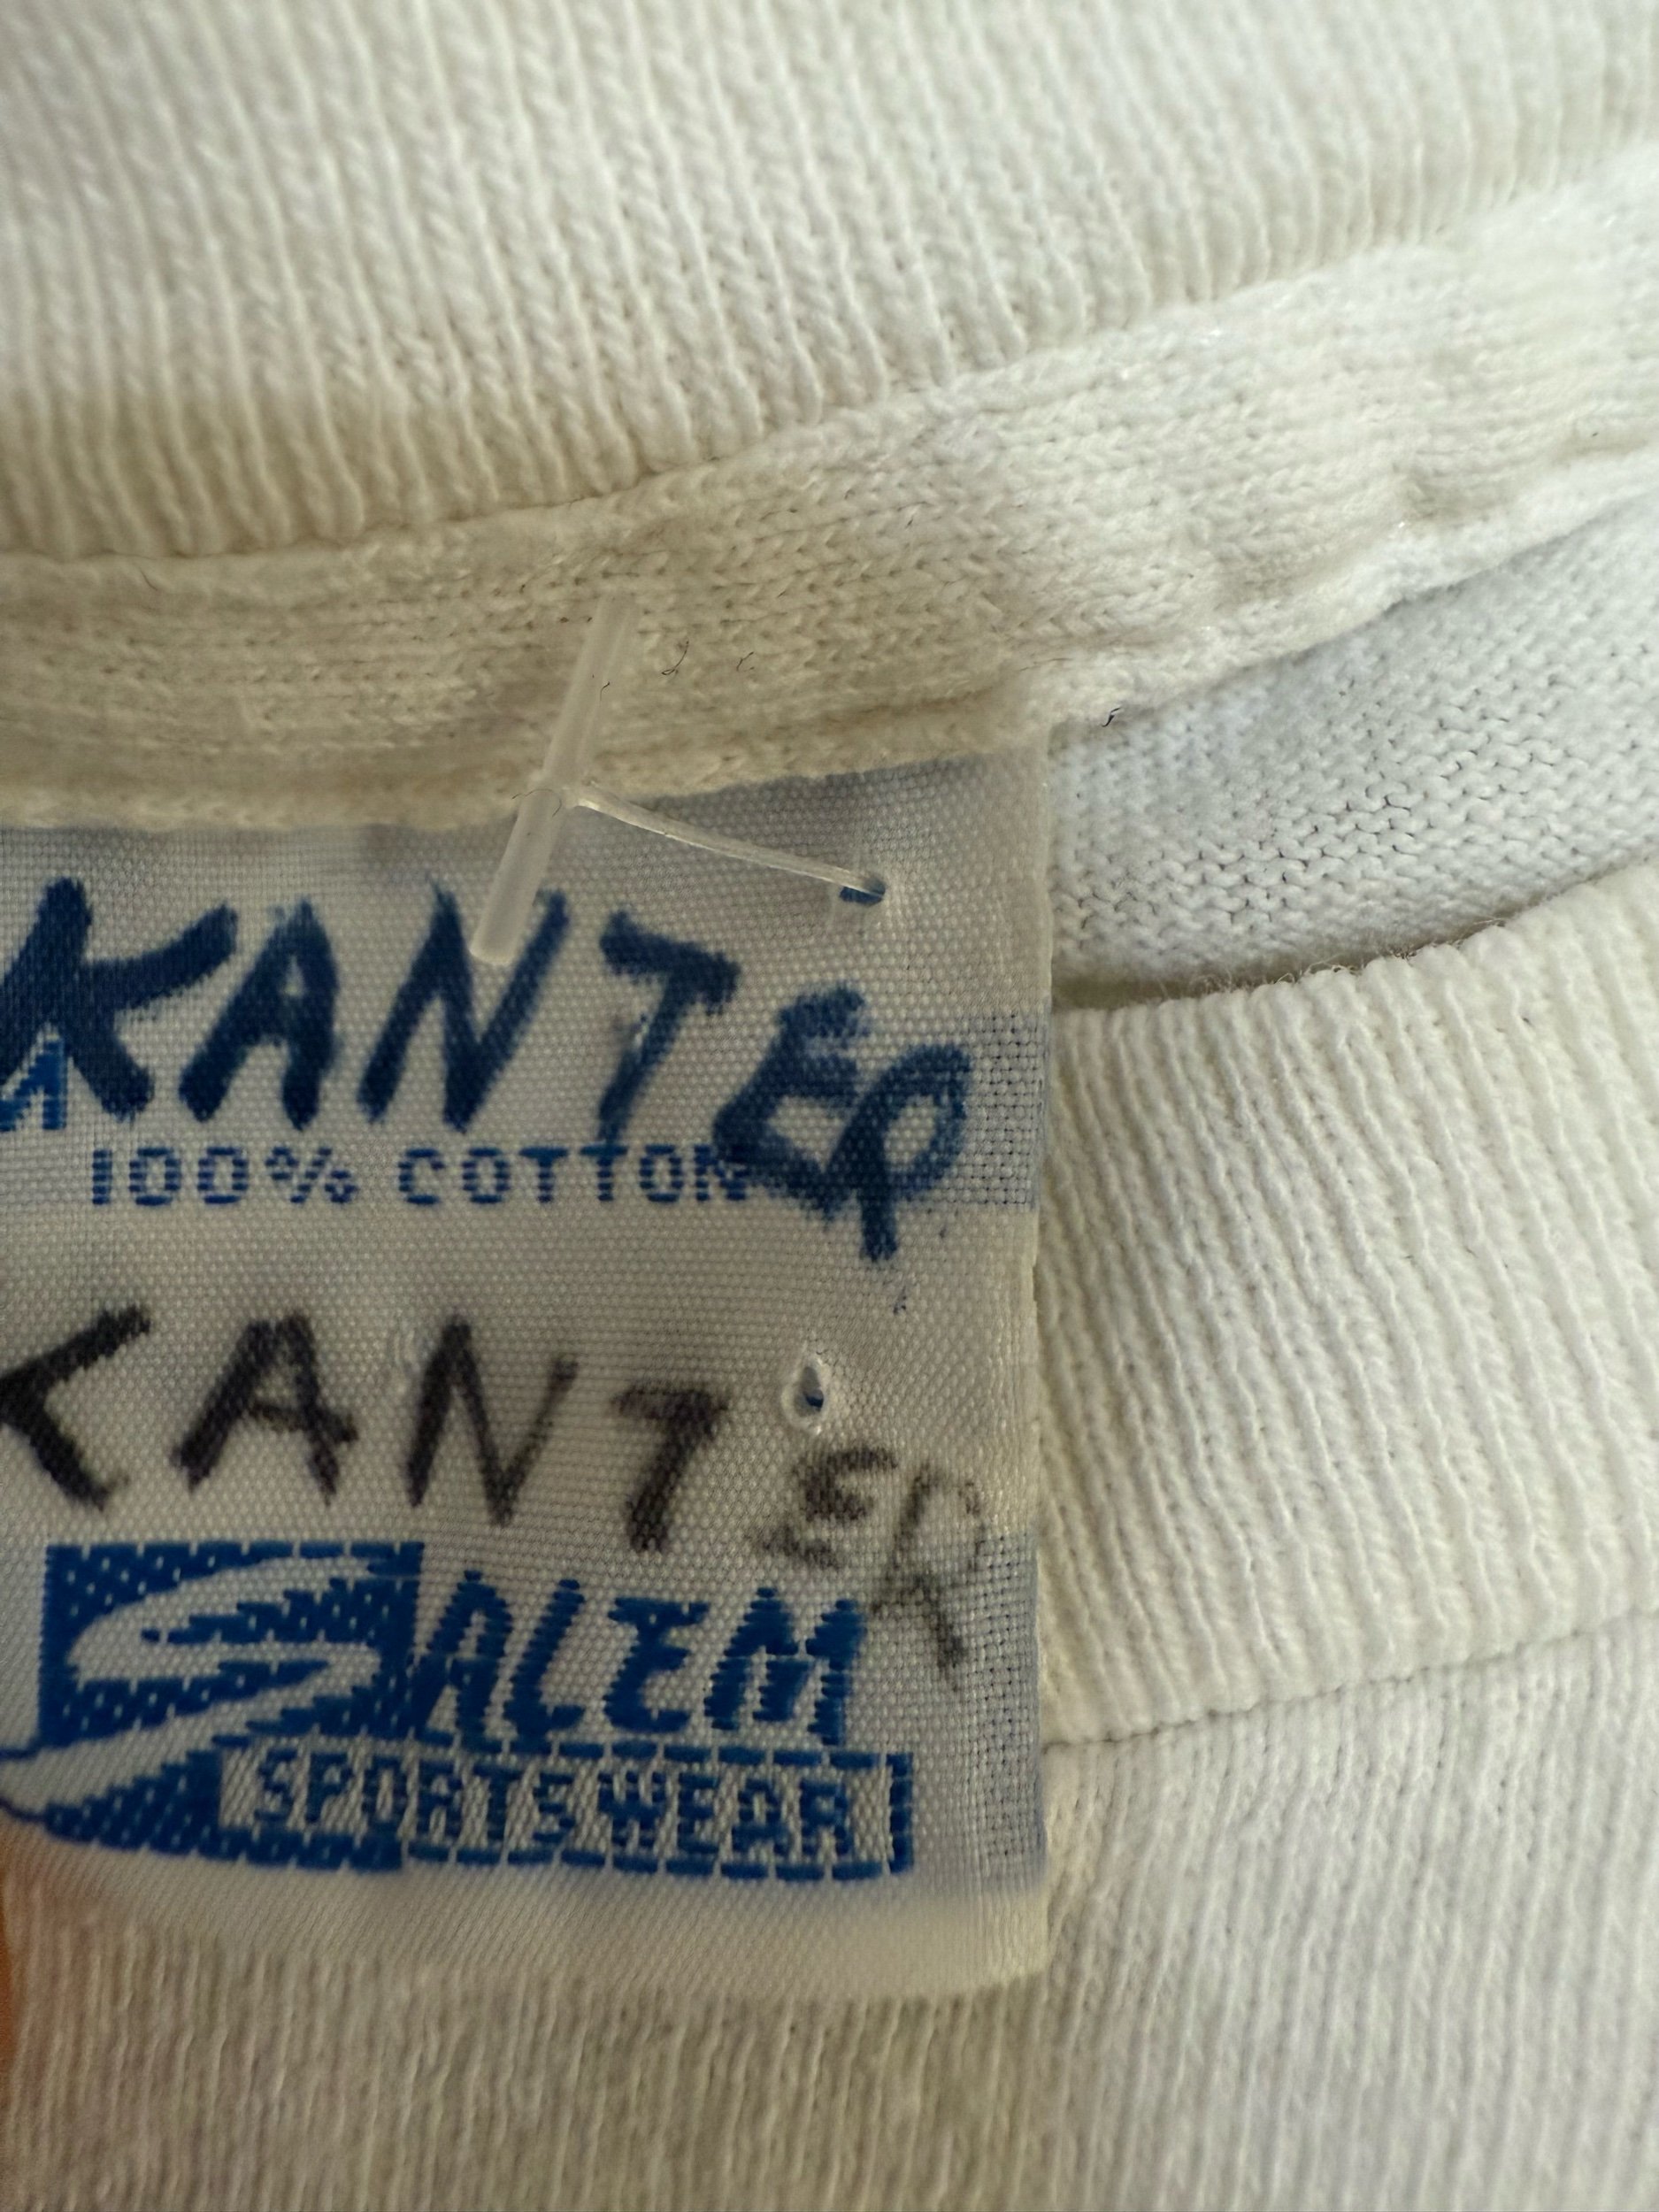 KANTER
M
100% COTTON
KANTER
SALEM
SPORTSWEAR